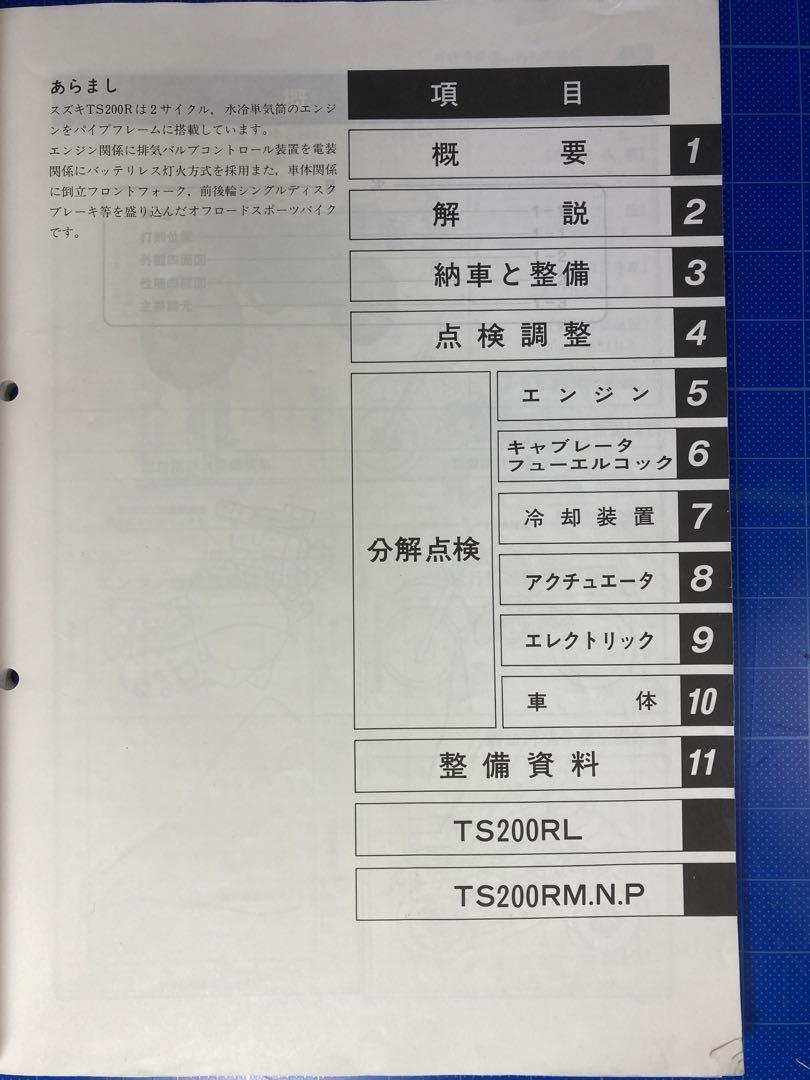 あらまし
スズキTS200Rは2サイクル，水冷単気筒のエンジ
ンをパイプフレームに搭載しています。
エンジン関係に排気バルブコントロール装置を電装
関係にバッテリレス灯火方式を採用また，車体関係
に倒立フロントフォーク，前後輪シングルディスク
ブレーキ等を盛り込んだオフロードスポーツバイク
です。
項目
概要 1
解説 2
納車と整備 3
点検調整 4
分解点検
エンジン 5
キャブレータ
フューエルコック 6
冷却装置 7
アクチュエータ 8
エレクトリック 9
車体 10
整備資料 11
TS200RL
TS200RM.N.P